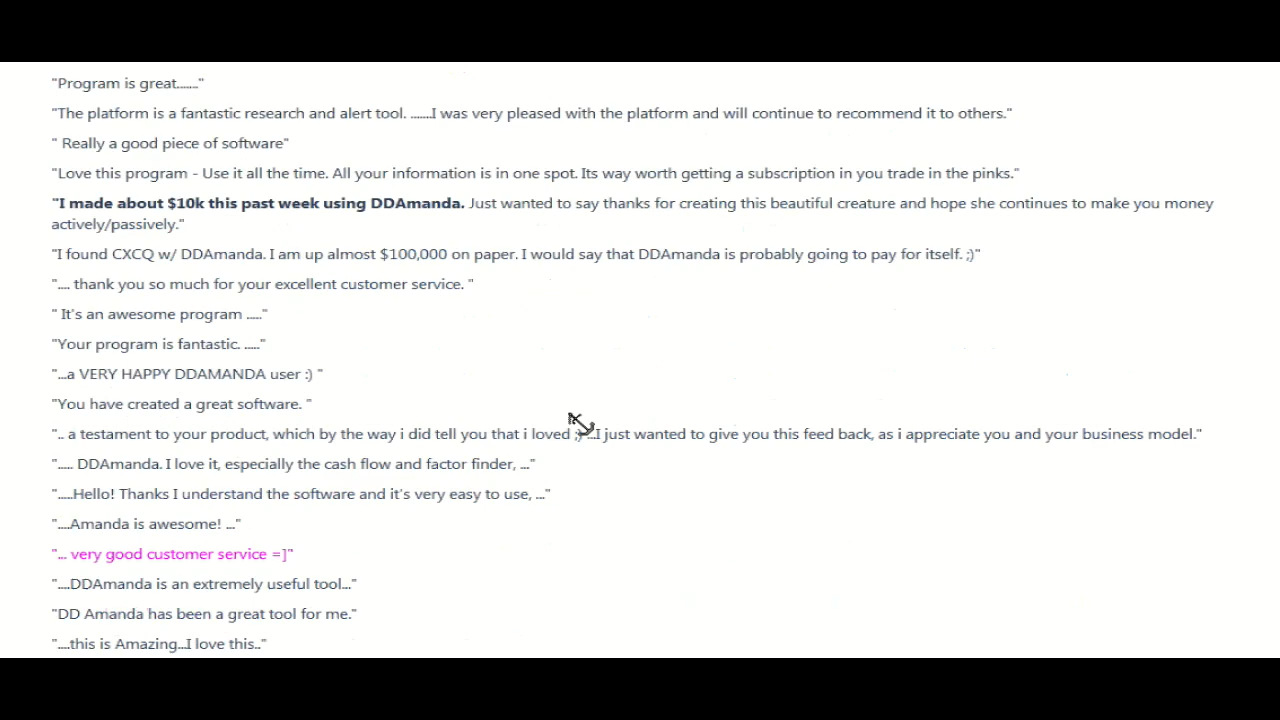 "Program is great......."
"The platform is a fantastic research and alert tool. .......I was very pleased with the platform and will continue to recommend it to others."
" Really a good piece of software"
"Love this program - Use it all the time. All your information is in one spot. Its way worth getting a subscription in you trade in the pinks."
"I made about $10k this past week using DDAmanda. Just wanted to say thanks for creating this beautiful creature and hope she continues to make you money
actively/passively."
"I found CXCQ w/ DDAmanda. I am up almost $100,000 on paper. I would say that DDAmanda is probably going to pay for itself. ;)"
".... thank you so much for your excellent customer service. "
" It's an awesome program ....."
"Your program is fantastic. ....."
"...a VERY HAPPY DDAMANDA user :) "
"You have created a great software. "
".. a testament to your product, which by the way i did tell you that i loved ;) ...I just wanted to give you this feed back, as i appreciate you and your business model."
"..... DDAmanda. I love it, especially the cash flow and factor finder, ..."
".....Hello! Thanks I understand the software and it's very easy to use, ..."
"....Amanda is awesome! ..."
"... very good customer service =]"
"....DDAmanda is an extremely useful tool..."
"DD Amanda has been a great tool for me."
"....this is Amazing...I love this.."